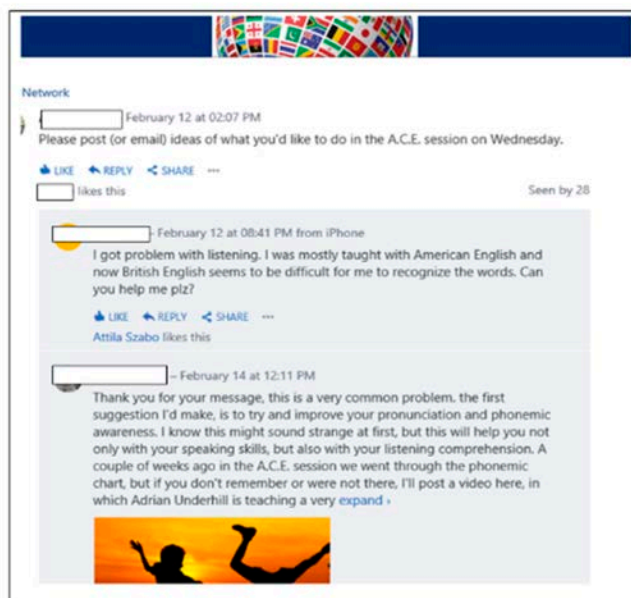 Network
February 12 at 02:07 PM
Please post (or email) ideas of what you'd like to do in the A.C.E. session on Wednesday.
LIKE REPLY SHARE ...
likes this Seen by 28
- February 12 at 08:41 PM from iPhone
I got problem with listening. I was mostly taught with American English and
now British English seems to be difficult for me to recognize the words. Can
you help me plz?
LIKE REPLY SHARE ...
Attila Szabo likes this
– February 14 at 12:11 PM
Thank you for your message, this is a very common problem. the first
suggestion I'd make, is to try and improve your pronunciation and phonemic
awareness. I know this might sound strange at first, but this will help you not
only with your speaking skills, but also with your listening comprehension. A
couple of weeks ago in the A.C.E. session we went through the phonemic
chart, but if you don't remember or were not there, I'll post a video here, in
which Adrian Underhill is teaching a very expand ›